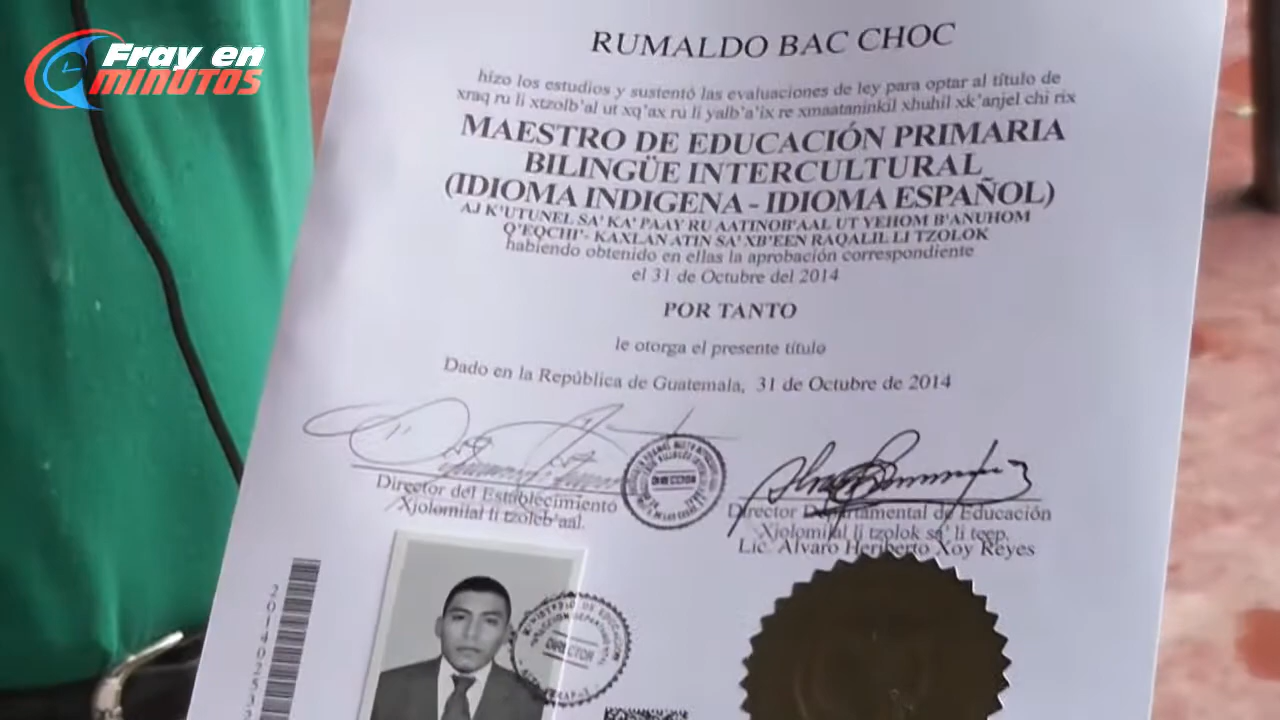 Fray en
MINUTOS
RUMALDO BAC CHOC
hizo los estudios y sustentó las evaluaciones de ley para optar al título de
xraq ru li xtzolb'al ut xq'ax ru li yalb'a'ix re xmaataninkil xhuhil xk'anjel chi rix
MAESTRO DE EDUCACIÓN PRIMARIA
BILINGÜE INTERCULTURAL
(IDIOMA INDIGENA - IDIOMA ESPAÑOL)
AJ K'UTUNEL SA' KA' PAAY RU AATINOB'AAL UT YEHOM B'ANUHOM
Q'EQCHI'- KAXLAN ATIN SA' XB'EEN RAQALIL LI TZOLOK
habiendo obtenido en ellas la aprobación correspondiente
el 31 de Octubre del 2014
POR TANTO
le otorga el presente título
Dado en la República de Guatemala, 31 de Octubre de 2014
Director del Establecimiento
Xjolomilal li tzoleb'aal.
Director Departamental de Educación
Xjolomilal li tzolok sa' li teep.
Lic. Alvaro Heriberto Xoy Reyes
MINISTERIO DE EDUCACION
DIRECTOR